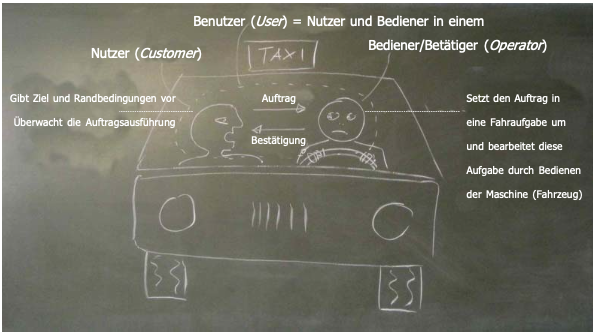 Benutzer (User) = Nutzer und Bediener in einem
Nutzer (Customer)
Bediener/Betätiger (Operator)
TAXI
Gibt Ziel und Randbedingungen vor
Überwacht die Auftragsausführung
Auftrag
Bestätigung
Setzt den Auftrag in
eine Fahraufgabe um
und bearbeitet diese
Aufgabe durch Bedienen
der Maschine (Fahrzeug)